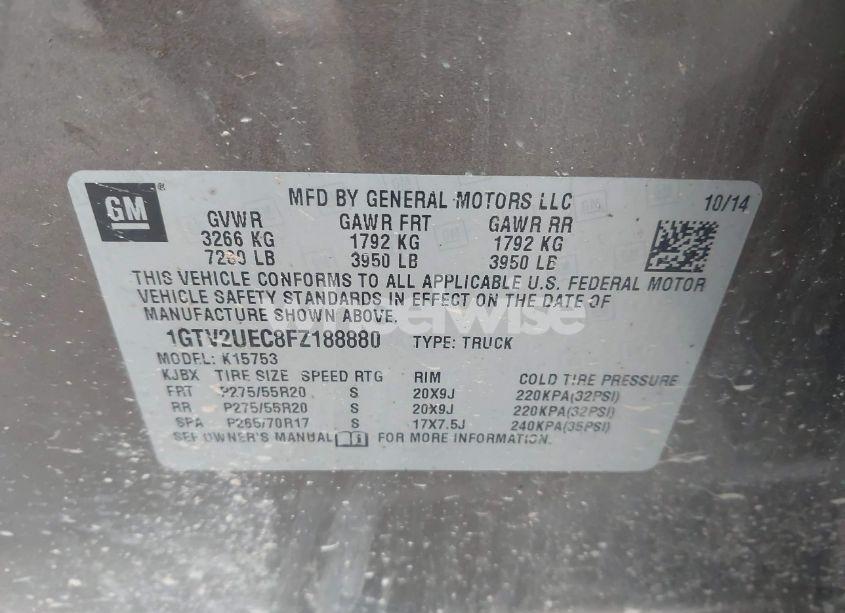 GM
MFD BY GENERAL MOTORS LLC 10/14
GVWR GAWR FRT GAWR RR
3266 KG 1792 KG 1792 KG
7200 LB 3950 LB 3950 LB
THIS VEHICLE CONFORMS TO ALL APPLICABLE U.S. FEDERAL MOTOR
VEHICLE SAFETY STANDARDS IN EFFECT ON THE DATE OF
MANUFACTURE SHOWN ABOVE.
1GTV2UEC8FZ188880 TYPE: TRUCK
MODEL: K15753
KJBX TIRE SIZE SPEED RTG RIM COLD TIRE PRESSURE
FRT P275/55R20 S 20X9J 220KPA(32PSI)
RR P275/55R20 S 20X9J 220KPA(32PSI)
SPA P265/70R17 S 17X7.5J 240KPA(35PSI)
SEE OWNER'S MANUAL FOR MORE INFORMATION.